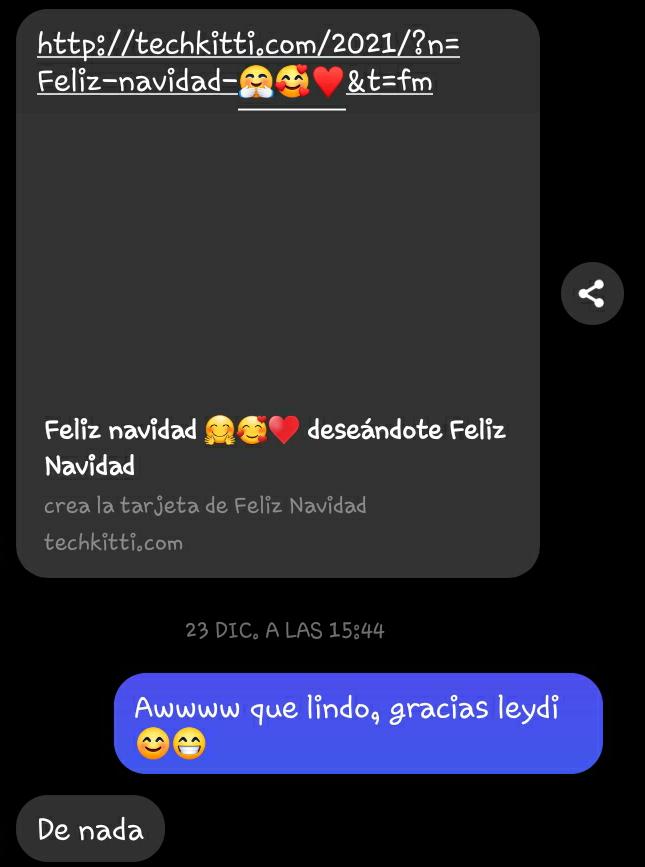 http://techkitti.com/2021/?n=
Feliz-navidad-🤗🥰❤️&t=fm
Feliz navidad 🤗🥰❤️ deseándote Feliz
Navidad
crea la tarjeta de Feliz Navidad
techkitti.com
23 DIC. A LAS 15:44
Awwww que lindo, gracias leydi
😊😁
De nada